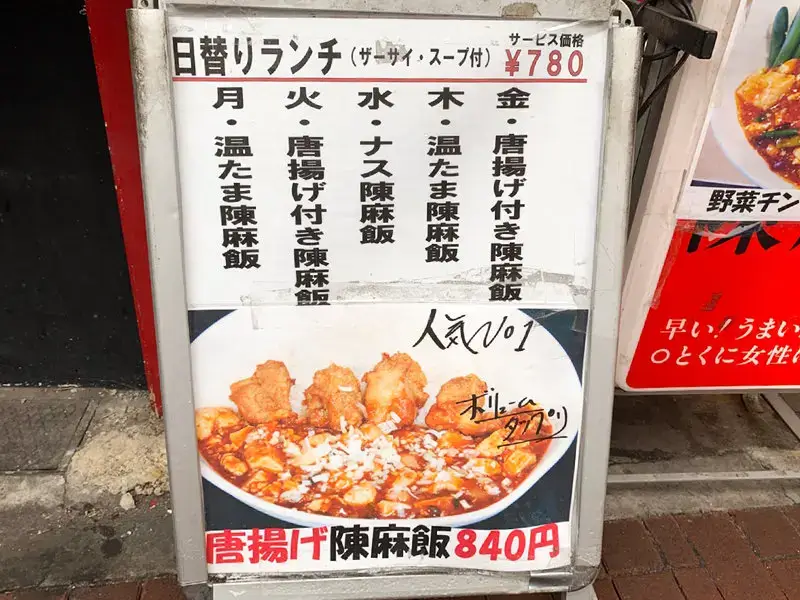 日替りランチ(ザーサイ・スープ付)
サービス価格
¥780
月・温たま陳麻飯
火・唐揚げ付き陳麻飯
水・ナス陳麻飯
木・温たま陳麻飯
金・唐揚げ付き陳麻飯
人気No1
ボリューム
タップリ
唐揚げ陳麻飯840円
野菜チン
早い!うまい
○とくに女性